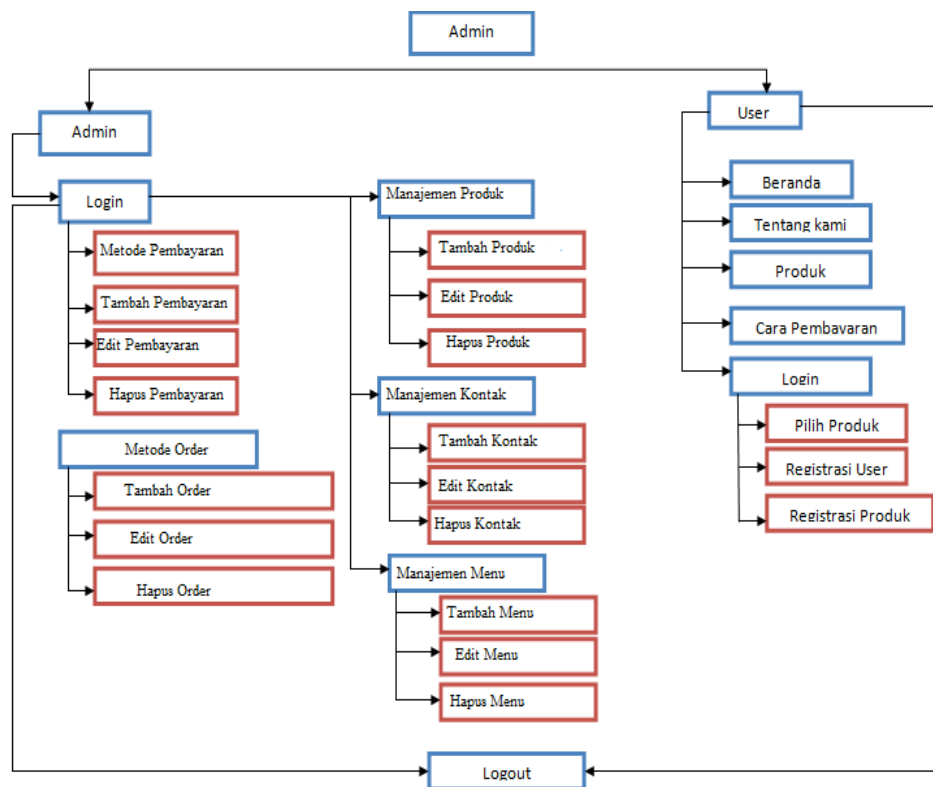 Admin
Admin
Login
Metode Pembayaran
Tambah Pembayaran
Edit Pembayaran
Hapus Pembayaran
Metode Order
Tambah Order
Edit Order
Hapus Order
Manajemen Produk
Tambah Produk
Edit Produk
Hapus Produk
Manajemen Kontak
Tambah Kontak
Edit Kontak
Hapus Kontak
Manajemen Menu
Tambah Menu
Edit Menu
Hapus Menu
User
Beranda
Tentang kami
Produk
Cara Pembavaran
Login
Pilih Produk
Registrasi User
Registrasi Produk
Logout